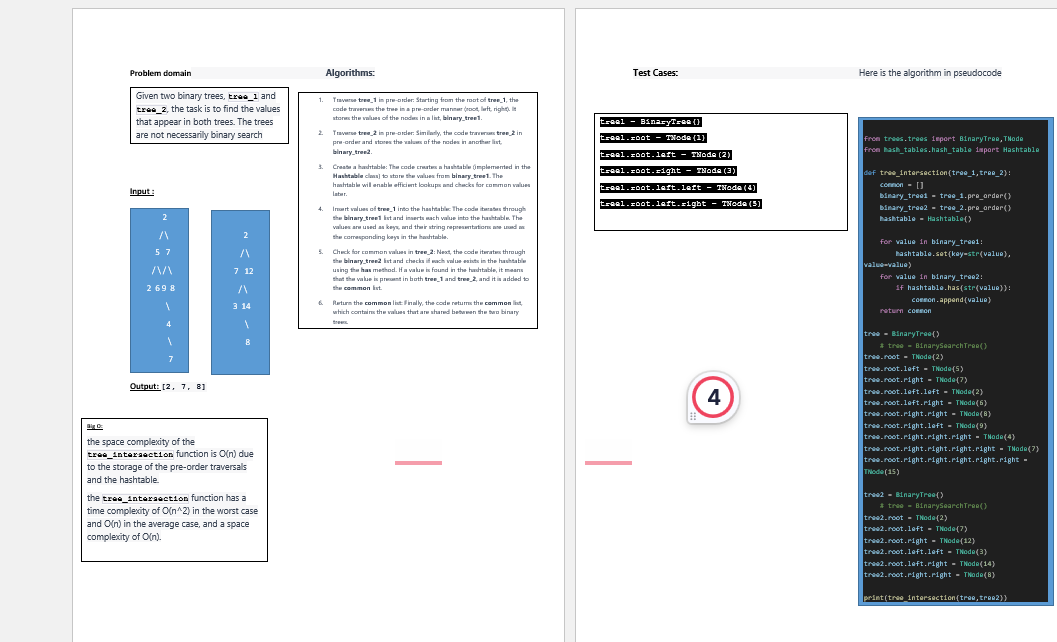 Problem domain
Given two binary trees, tree_1 and
tree_2, the task is to find the values
that appear in both trees. The trees
are not necessarily binary search
Input :
2
/\
5 7
/\/\
2 6 9 8
\
4
\
7
2
/\
7 12
/\
3 14
\
8
Output: [2, 7, 8]
Big O:
the space complexity of the
tree_intersection function is O(n) due
to the storage of the pre-order traversals
and the hashtable.
the tree_intersection function has a
time complexity of O(n^2) in the worst case
and O(n) in the average case, and a space
complexity of O(n).
Algorithms:
1. Traverse tree_1 in pre-order: Starting from the root of tree_1, the
code traverses the tree in a pre-order manner (root, left, right). It
stores the values of the nodes in a list, binary_tree1.
2. Traverse tree_2 in pre-order: Similarly, the code traverses tree_2 in
pre-order and stores the values of the nodes in another list,
binary_tree2.
3. Create a hashtable: The code creates a hashtable (implemented in the
Hashtable class) to store the values from binary_tree1. The
hashtable will enable efficient lookups and checks for common values
later.
4. Insert values of tree_1 into the hashtable: The code iterates through
the binary_tree1 list and inserts each value into the hashtable. The
values are used as keys, and their string representations are used as
the corresponding keys in the hashtable.
5. Check for common values in tree_2: Next, the code iterates through
the binary_tree2 list and checks if each value exists in the hashtable
using the has method. If a value is found in the hashtable, it means
that the value is present in both tree_1 and tree_2, and it is added to
the common list.
6. Return the common list: Finally, the code returns the common list,
which contains the values that are shared between the two binary
trees.
Test Cases:
tree1 = BinaryTree()
tree.root = TNode(1)
tree.root.left = TNode(2)
tree.root.right = TNode(3)
tree.root.left.left = TNode(4)
tree.root.left.right = TNode(5)
4
Here is the algorithm in pseudocode
from trees.trees import BinaryTree,TNode
from hash_tables.hash_table import Hashtable
def tree_intersection(tree_1,tree_2):
common = []
binary_tree1 = tree_1.pre_order()
binary_tree2 = tree_2.pre_order()
hashtable = Hashtable()
for value in binary_tree1:
hashtable.set(key=str(value),
value=value)
for value in binary_tree2:
if hashtable.has(str(value)):
common.append(value)
return common
tree = BinaryTree()
# tree = BinarySearchTree()
tree.root = TNode(2)
tree.root.left = TNode(5)
tree.root.right = TNode(7)
tree.root.left.left = TNode(2)
tree.root.left.right = TNode(6)
tree.root.right.right = TNode(8)
tree.root.right.left = TNode(9)
tree.root.right.right.right = TNode(4)
tree.root.right.right.right.right = TNode(7)
tree.root.right.right.right.right.right =
TNode(15)
tree2 = BinaryTree()
# tree = BinarySearchTree()
tree2.root = TNode(2)
tree2.root.left = TNode(7)
tree2.root.right = TNode(12)
tree2.root.left.left = TNode(3)
tree2.root.left.right = TNode(14)
tree2.root.right.right = TNode(8)
print(tree_intersection(tree,tree2))